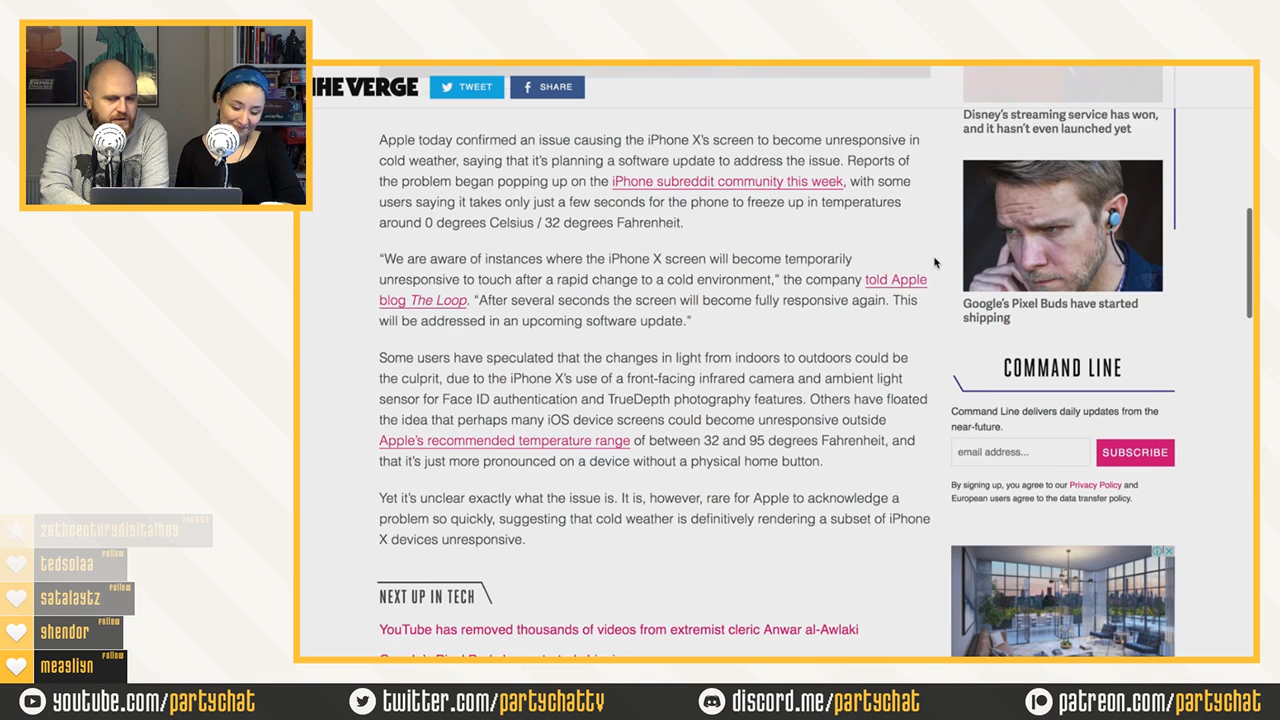 THE VERGE
TWEET
SHARE
Apple today confirmed an issue causing the iPhone X’s screen to become unresponsive in
cold weather, saying that it’s planning a software update to address the issue. Reports of
the problem began popping up on the iPhone subreddit community this week, with some
users saying it takes only just a few seconds for the phone to freeze up in temperatures
around 0 degrees Celsius / 32 degrees Fahrenheit.
“We are aware of instances where the iPhone X screen will become temporarily
unresponsive to touch after a rapid change to a cold environment,” the company told Apple
blog The Loop. “After several seconds the screen will become fully responsive again. This
will be addressed in an upcoming software update.”
Some users have speculated that the changes in light from indoors to outdoors could be
the culprit, due to the iPhone X’s use of a front-facing infrared camera and ambient light
sensor for Face ID authentication and TrueDepth photography features. Others have floated
the idea that perhaps many iOS device screens could become unresponsive outside
Apple’s recommended temperature range of between 32 and 95 degrees Fahrenheit, and
that it’s just more pronounced on a device without a physical home button.
Yet it’s unclear exactly what the issue is. It is, however, rare for Apple to acknowledge a
problem so quickly, suggesting that cold weather is definitively rendering a subset of iPhone
X devices unresponsive.
NEXT UP IN TECH
YouTube has removed thousands of videos from extremist cleric Anwar al-Awlaki
Disney’s streaming service has won,
and it hasn’t even launched yet
Google’s Pixel Buds have started
shipping
COMMAND LINE
Command Line delivers daily updates from the
near-future.
email address...
SUBSCRIBE
By signing up, you agree to our Privacy Policy and
European users agree to the data transfer policy.
tedsolaa
Follow
satalaytz
Follow
ghendor
Follow
meagliyn
Follow
youtube.com/partychat
twitter.com/partychattv
discord.me/partychat
patreon.com/partychat